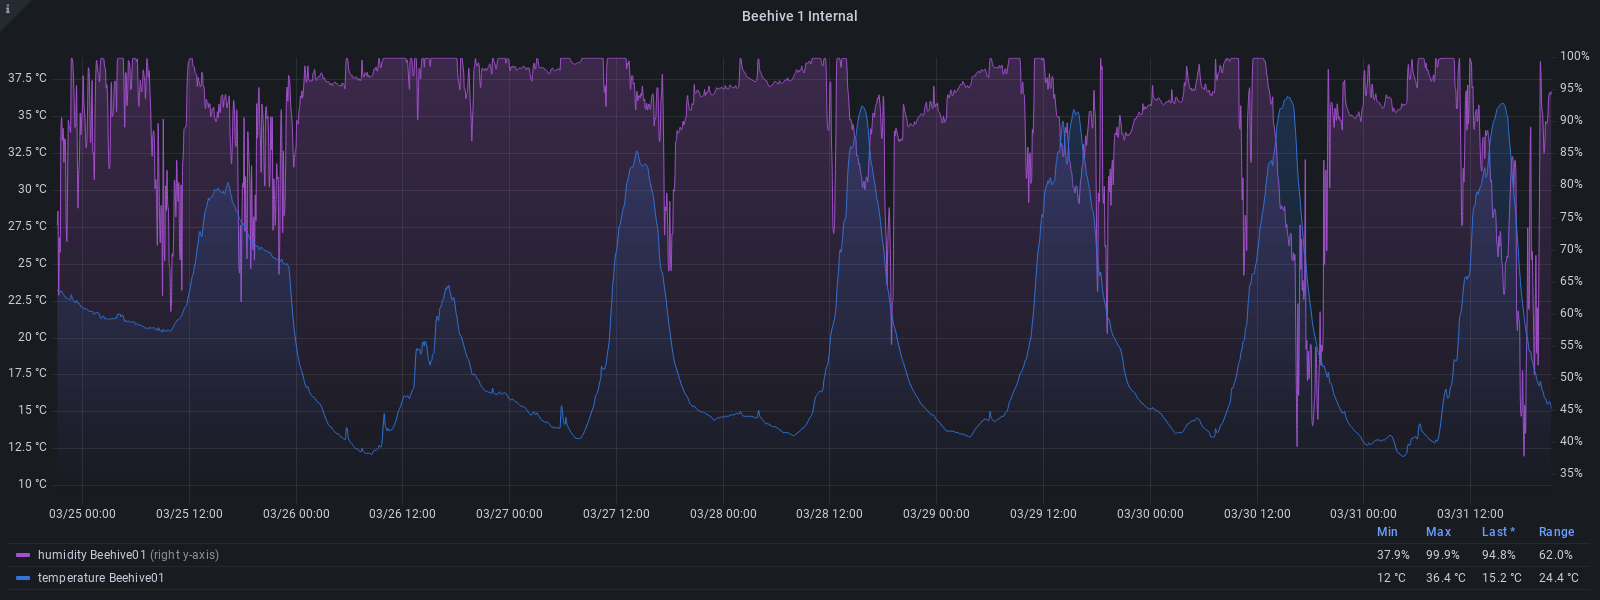 i
Beehive 1 Internal
37.5 °C
35 °C
32.5 °C
30 °C
27.5 °C
25 °C
22.5 °C
20 °C
17.5 °C
15 °C
12.5 °C
10 °C
100%
95%
90%
85%
80%
75%
70%
65%
60%
55%
50%
45%
40%
35%
03/25 00:00 03/25 12:00 03/26 00:00 03/26 12:00 03/27 00:00 03/27 12:00 03/28 00:00 03/28 12:00 03/29 00:00 03/29 12:00 03/30 00:00 03/30 12:00 03/31 00:00 03/31 12:00
Min Max Last * Range
humidity Beehive01 (right y-axis) 37.9% 99.9% 94.8% 62.0%
temperature Beehive01 12 °C 36.4 °C 15.2 °C 24.4 °C